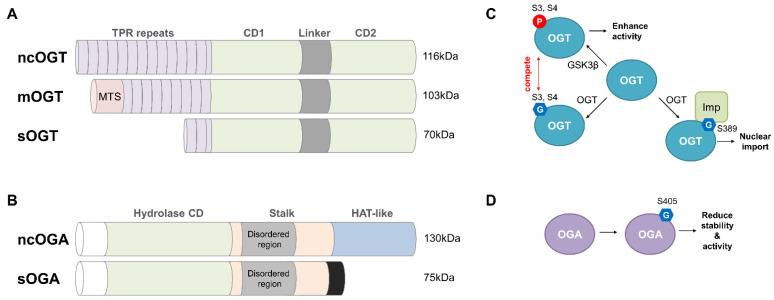 A
TPR repeats
CD1
Linker
CD2
ncOGT
116kDa
mOGT
MTS
103kDa
sOGT
70kDa
B
Hydrolase CD
Stalk
HAT-like
ncOGA
Disordered
region
130kDa
sOGA
Disordered
region
75kDa
C
S3, S4
P
OGT
Enhance
activity
GSK3β
compete
OGT
S3, S4
G
OGT
OGT
OGT
Imp
G
S389
OGT
Nuclear
import
D
OGA
S405
G
OGA
Reduce
stability
&
activity